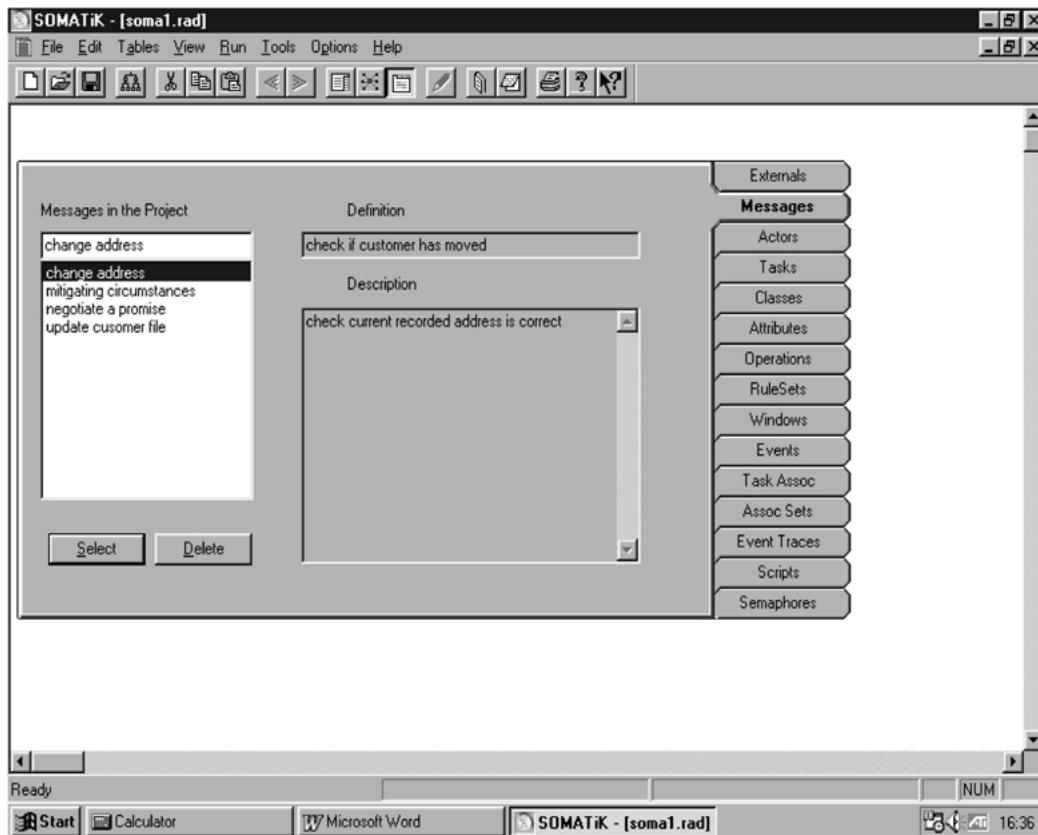 SOMATiK - [soma1.rad]
File Edit Tables View Run Tools Options Help
Externals
Messages
Actors
Tasks
Classes
Attributes
Operations
RuleSets
Windows
Events
Task Assoc
Assoc Sets
Event Traces
Scripts
Semaphores
Messages in the Project
change address
change address
mitigating circumstances
negotiate a promise
update cusomer file
Select Delete
Definition
check if customer has moved
Description
check current recorded address is correct
Ready NUM
Start Calculator Microsoft Word SOMATiK - [soma1.rad] 16:36